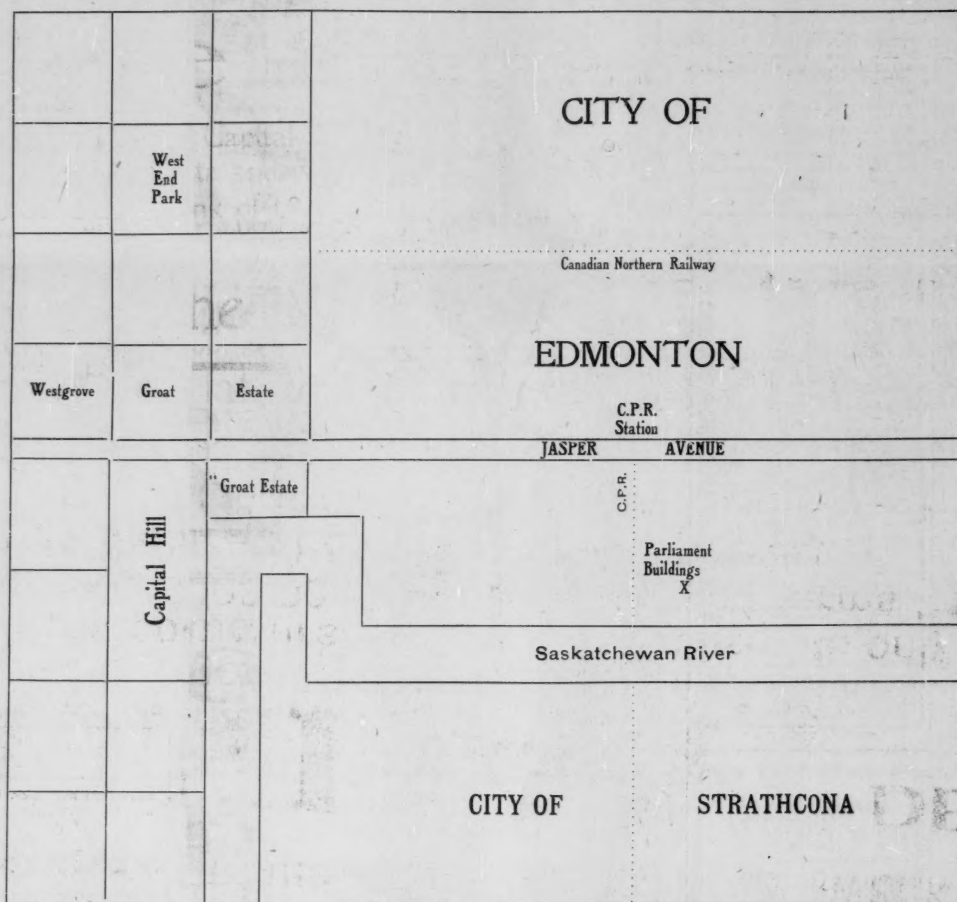 CITY OF
West
End
Park
Canadian Northern Railway
EDMONTON
Westgrove
Groat
Estate
C.P.R.
Station
JASPER AVENUE
"Groat Estate
C.P.R.
Capital Hill
Parliament
Buildings
X
Saskatchewan River
CITY OF STRATHCONA